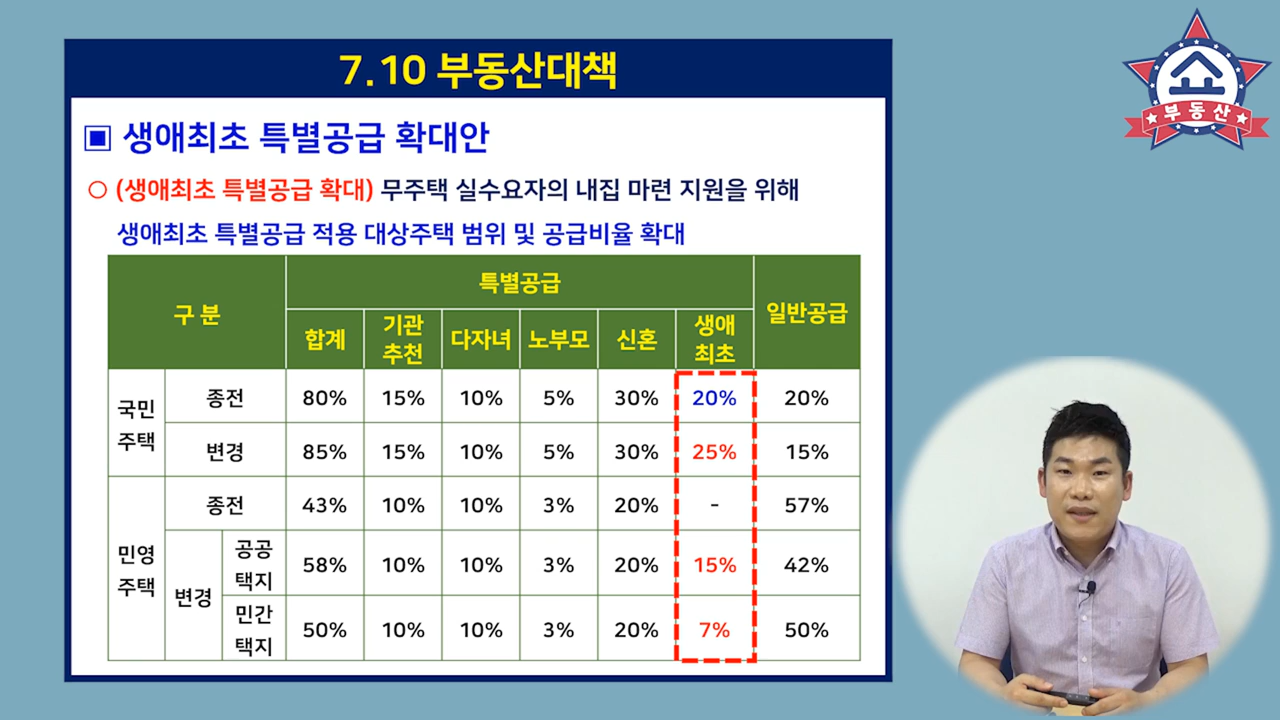 7.10 부동산대책
▣ 생애최초 특별공급 확대안
○ (생애최초 특별공급 확대) 무주택 실수요자의 내집 마련 지원을 위해
생애최초 특별공급 적용 대상주택 범위 및 공급비율 확대
구 분 특별공급 일반공급
합계 기관 추천 다자녀 노부모 신혼 생애 최초
국민 주택 종전 80% 15% 10% 5% 30% 20% 20%
변경 85% 15% 10% 5% 30% 25% 15%
민영 주택 종전 43% 10% 10% 3% 20% - 57%
변경 공공 택지 58% 10% 10% 3% 20% 15% 42%
민간 택지 50% 10% 10% 3% 20% 7% 50%
쇼
부동산